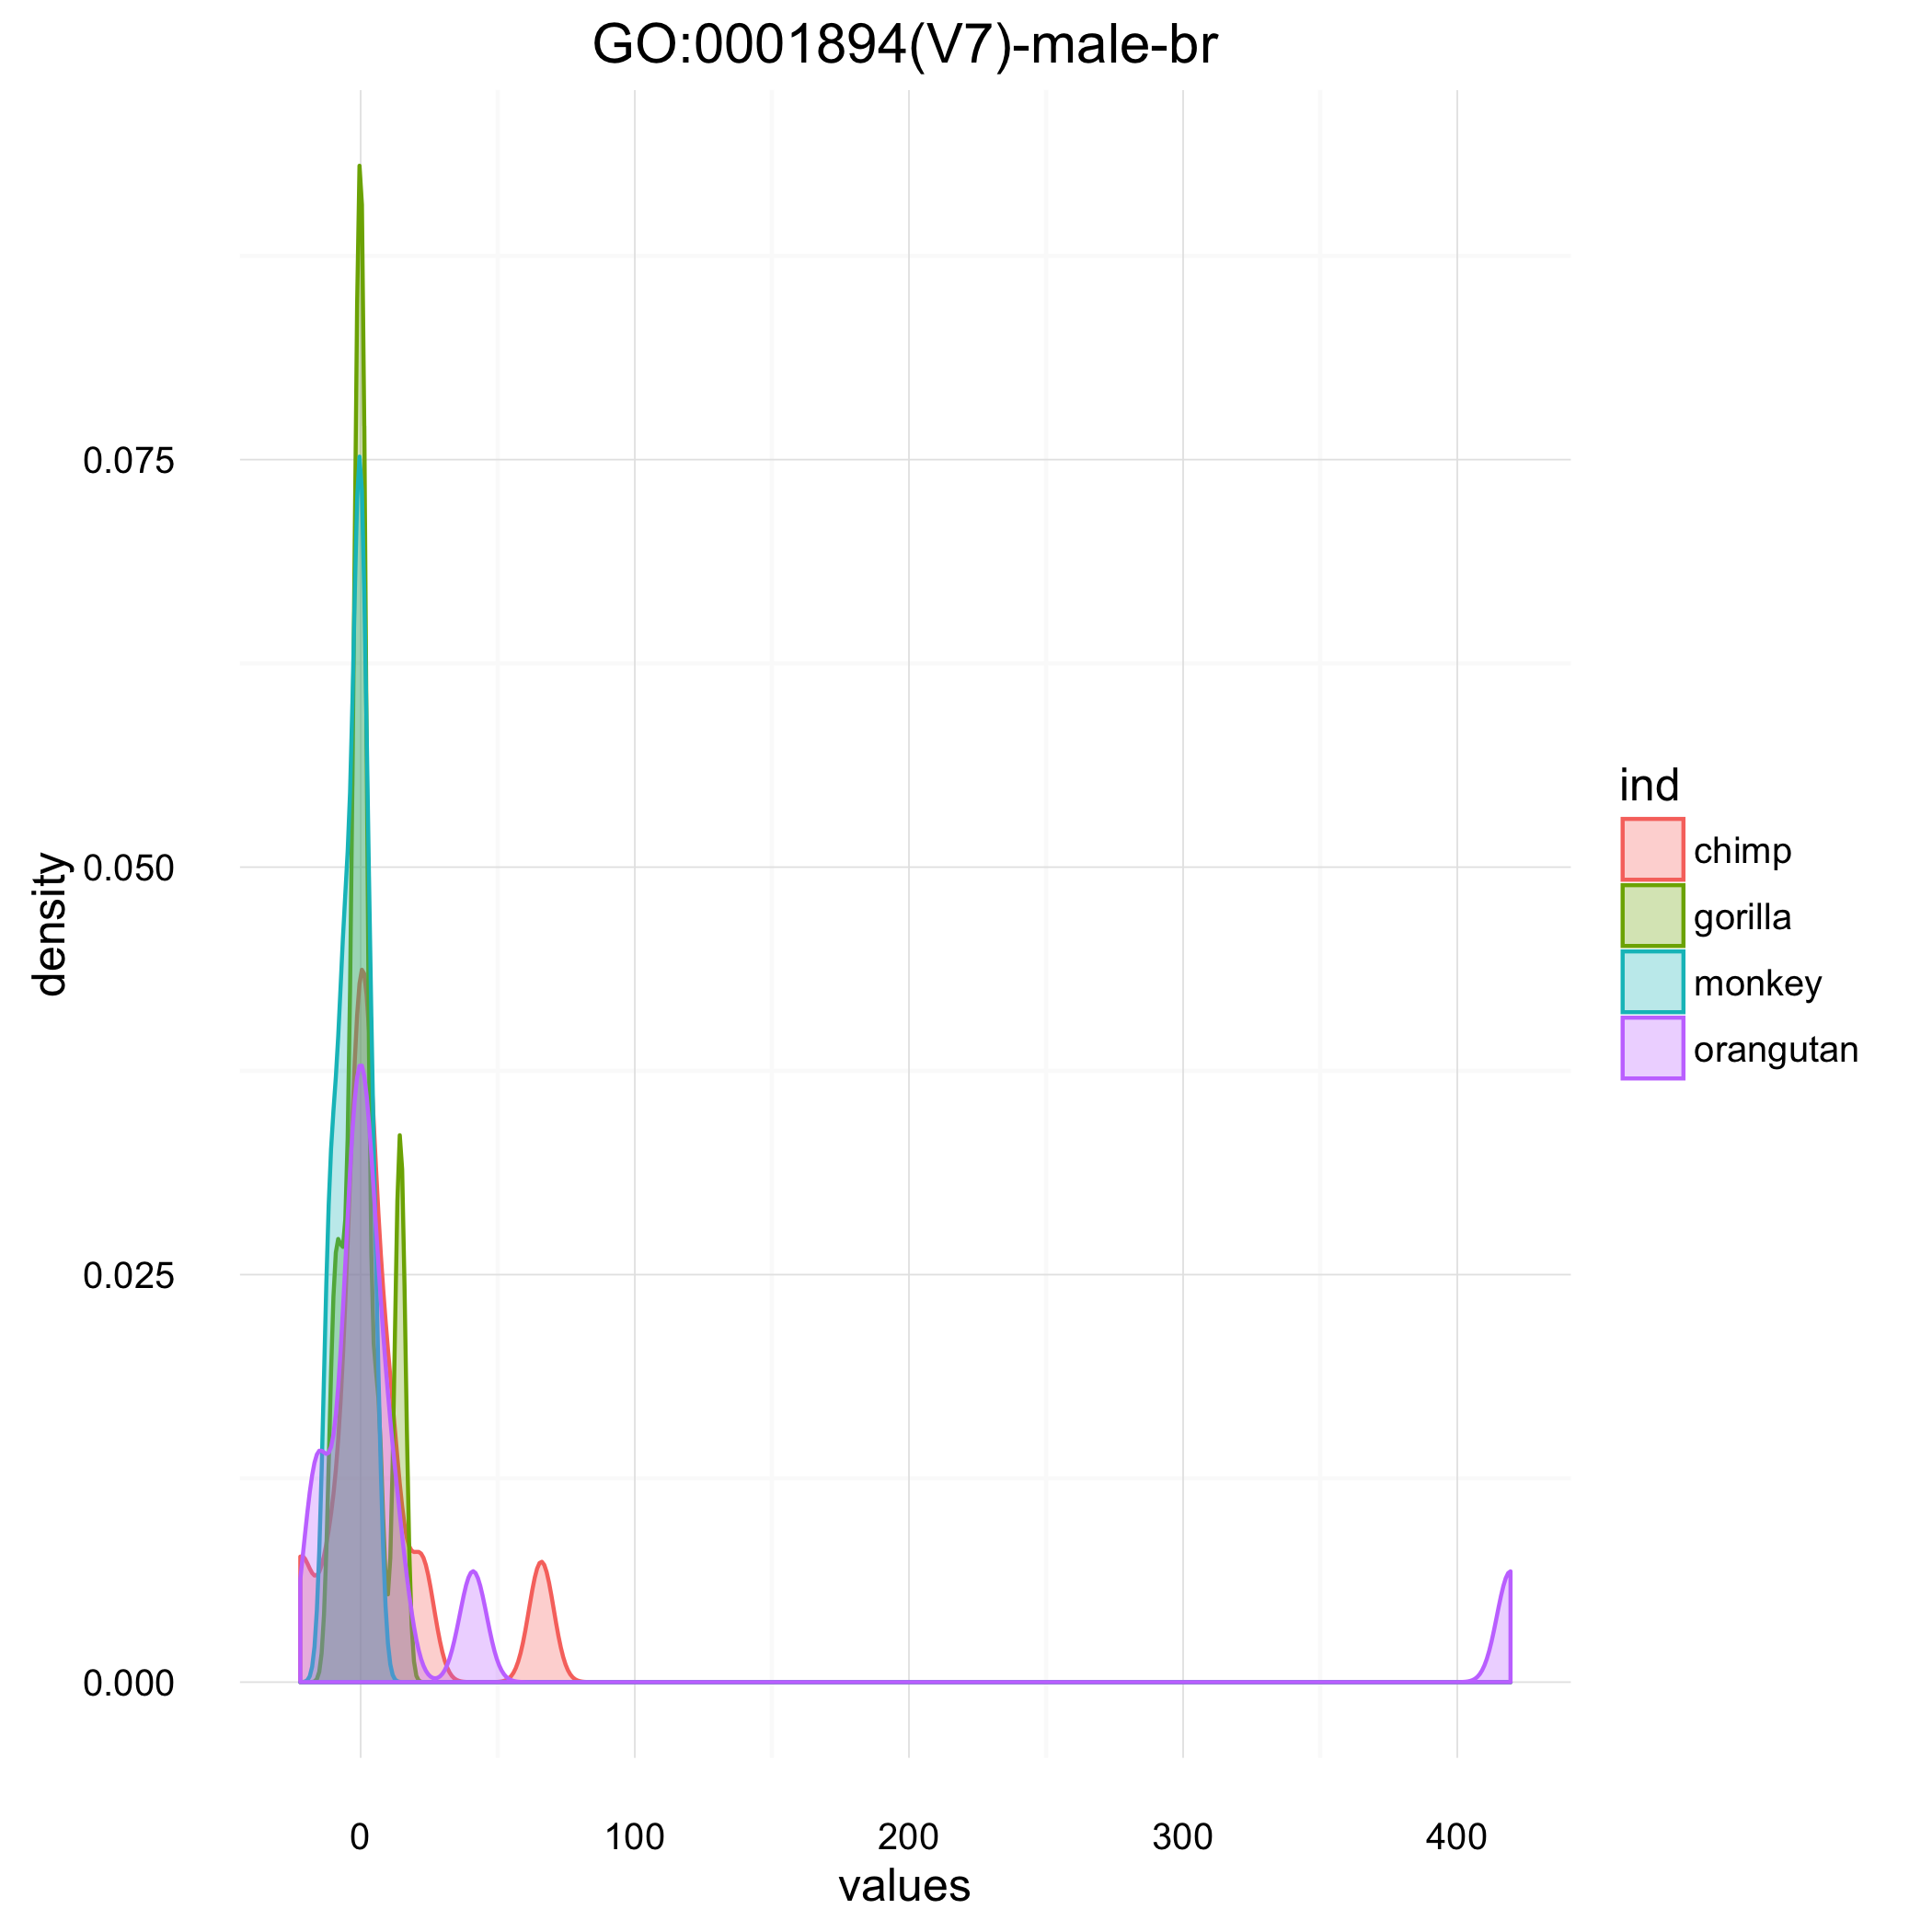 GO:0001894(V7)-male-br
density
0.075
0.050
0.025
0.000
0 100 200 300 400
values
ind
chimp
gorilla
monkey
orangutan